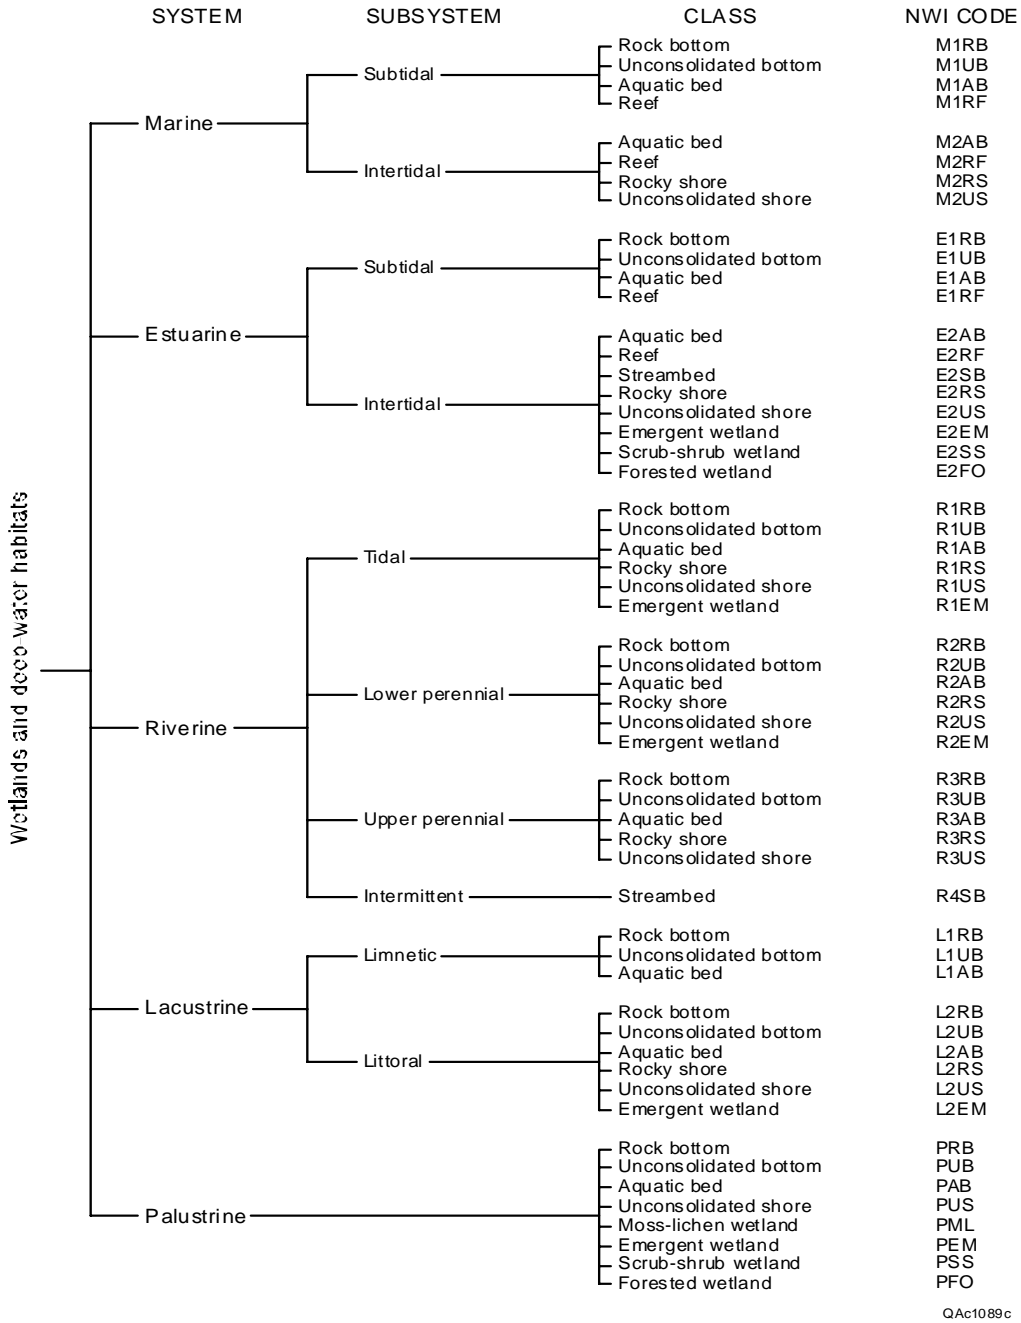 SYSTEM SUBSYSTEM CLASS NWI CODE
Wetlands and deep-water habitats
Marine
Subtidal
Rock bottom M1RB
Unconsolidated bottom M1UB
Aquatic bed M1AB
Reef M1RF
Intertidal
Aquatic bed M2AB
Reef M2RF
Rocky shore M2RS
Unconsolidated shore M2US
Estuarine
Subtidal
Rock bottom E1RB
Unconsolidated bottom E1UB
Aquatic bed E1AB
Reef E1RF
Intertidal
Aquatic bed E2AB
Reef E2RF
Streambed E2SB
Rocky shore E2RS
Unconsolidated shore E2US
Emergent wetland E2EM
Scrub-shrub wetland E2SS
Forested wetland E2FO
Riverine
Tidal
Rock bottom R1RB
Unconsolidated bottom R1UB
Aquatic bed R1AB
Rocky shore R1RS
Unconsolidated shore R1US
Emergent wetland R1EM
Lower perennial
Rock bottom R2RB
Unconsolidated bottom R2UB
Aquatic bed R2AB
Rocky shore R2RS
Unconsolidated shore R2US
Emergent wetland R2EM
Upper perennial
Rock bottom R3RB
Unconsolidated bottom R3UB
Aquatic bed R3AB
Rocky shore R3RS
Unconsolidated shore R3US
Intermittent Streambed R4SB
Lacustrine
Limnetic
Rock bottom L1RB
Unconsolidated bottom L1UB
Aquatic bed L1AB
Littoral
Rock bottom L2RB
Unconsolidated bottom L2UB
Aquatic bed L2AB
Rocky shore L2RS
Unconsolidated shore L2US
Emergent wetland L2EM
Palustrine
Rock bottom PRB
Unconsolidated bottom PUB
Aquatic bed PAB
Unconsolidated shore PUS
Moss-lichen wetland PML
Emergent wetland PEM
Scrub-shrub wetland PSS
Forested wetland PFO
QAc1089c